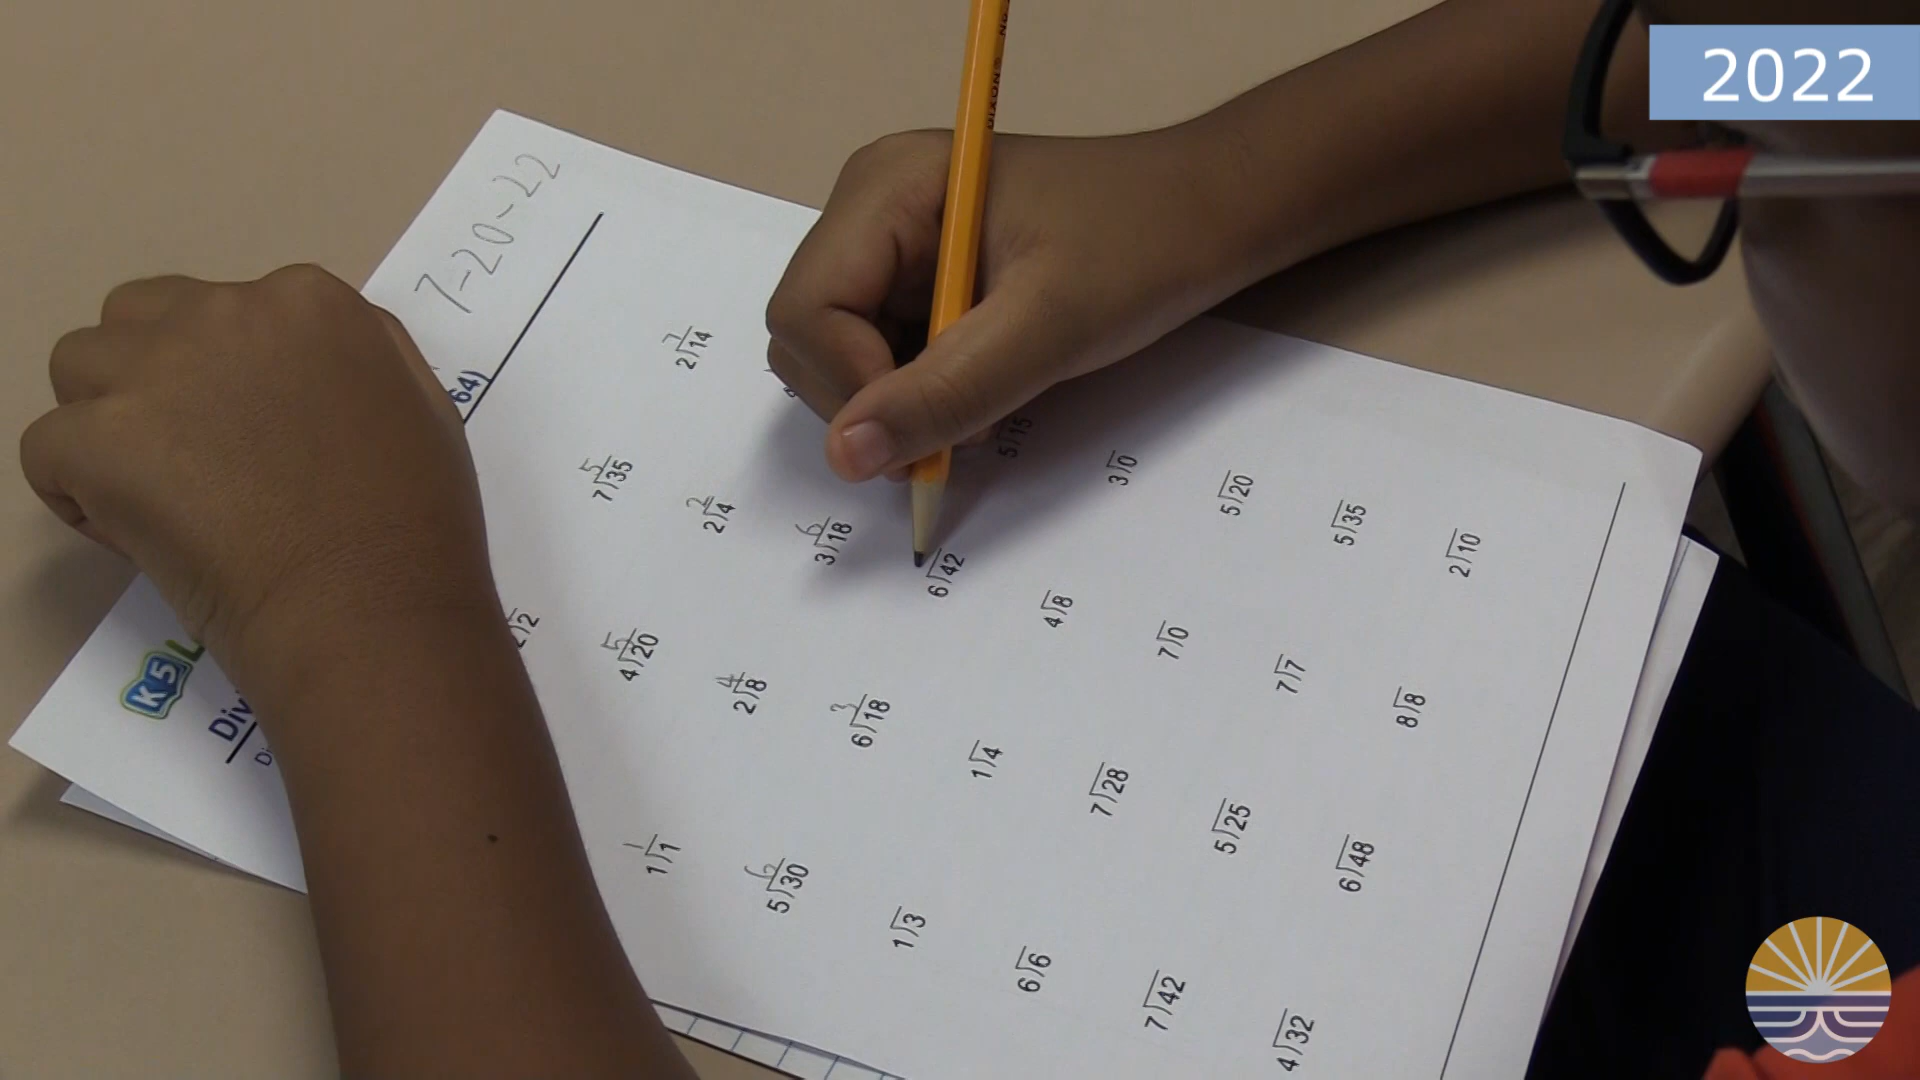 2022
DIXON
7-20-22
K5
Div
64)
7
5
2)2 7)35 2)14
5 2
4)20 2)4
1 4 6
1)1 2)8 3)18
6 3
5)30 6)18 6)42 5)15
1)3 1)4 4)8 3)0
6)6 7)28 7)0 5)20
7)42 5)25 7)7 5)35
4)32 6)48 8)8 2)10